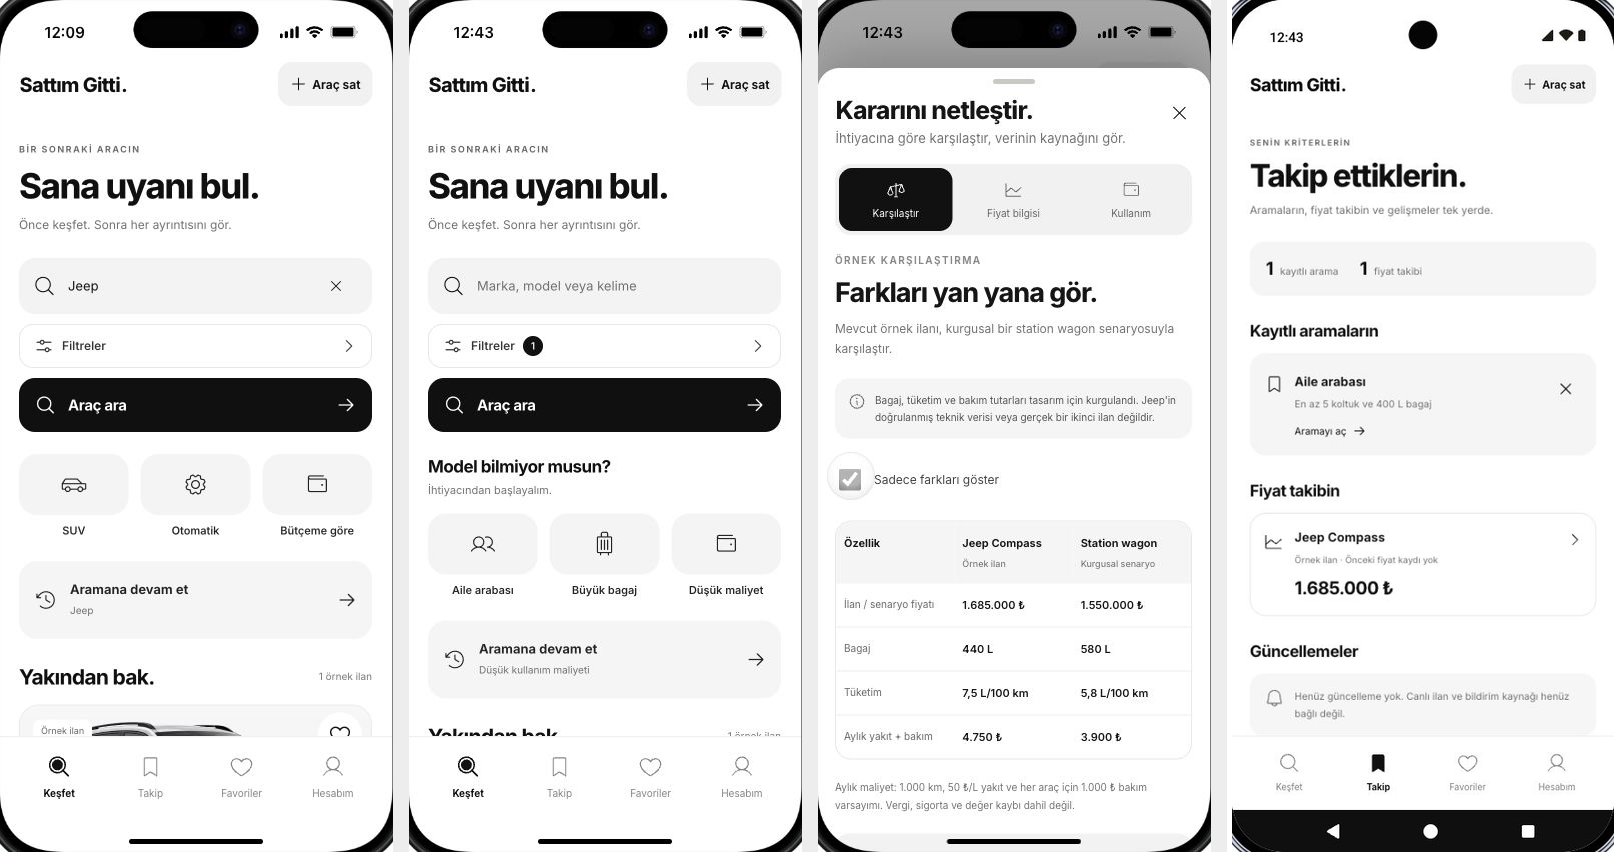 12:09
Sattım Gitti.
Araç sat
BİR SONRAKİ ARACIN
Sana uyanı bul.
Önce keşfet. Sonra her ayrıntısını gör.
Jeep
Filtreler
Araç ara
SUV
Otomatik
Bütçeme göre
Aramana devam et
Jeep
Yakından bak.
1 örnek ilan
Örnek ilan
Keşfet
Takip
Favoriler
Hesabım
12:43
Sattım Gitti.
Araç sat
BİR SONRAKİ ARACIN
Sana uyanı bul.
Önce keşfet. Sonra her ayrıntısını gör.
Marka, model veya kelime
Filtreler 1
Araç ara
Model bilmiyor musun?
İhtiyacından başlayalım.
Aile arabası
Büyük bagaj
Düşük maliyet
Aramana devam et
Düşük kullanım maliyeti
Yakından bak.
1 örnek ilan
Keşfet
Takip
Favoriler
Hesabım
12:43
Kararını netleştir.
İhtiyacına göre karşılaştır, verinin kaynağını gör.
Karşılaştır
Fiyat bilgisi
Kullanım
ÖRNEK KARŞILAŞTIRMA
Farkları yan yana gör.
Mevcut örnek ilanı, kurgusal bir station wagon senaryosuyla
karşılaştır.
Bagaj, tüketim ve bakım tutarları tasarım için kurgulandı. Jeep'in
doğrulanmış teknik verisi veya gerçek bir ikinci ilan değildir.
Sadece farkları göster
Özellik Jeep Compass Station wagon
Örnek ilan Kurgusal senaryo
İlan / senaryo fiyatı 1.685.000 ₺ 1.550.000 ₺
Bagaj 440 L 580 L
Tüketim 7,5 L/100 km 5,8 L/100 km
Aylık yakıt + bakım 4.750 ₺ 3.900 ₺
Aylık maliyet: 1.000 km, 50 ₺/L yakıt ve her araç için 1.000 ₺ bakım
varsayımı. Vergi, sigorta ve değer kaybı dahil değil.
12:43
Sattım Gitti.
Araç sat
SENİN KRİTERLERİN
Takip ettiklerin.
Aramaların, fiyat takibin ve gelişmeler tek yerde.
1 kayıtlı arama 1 fiyat takibi
Kayıtlı aramaların
Aile arabası
En az 5 koltuk ve 400 L bagaj
Aramayı aç
Fiyat takibin
Jeep Compass
Örnek ilan · Önceki fiyat kaydı yok
1.685.000 ₺
Güncellemeler
Henüz güncelleme yok. Canlı ilan ve bildirim kaynağı henüz
bağlı değil.
Keşfet
Takip
Favoriler
Hesabım